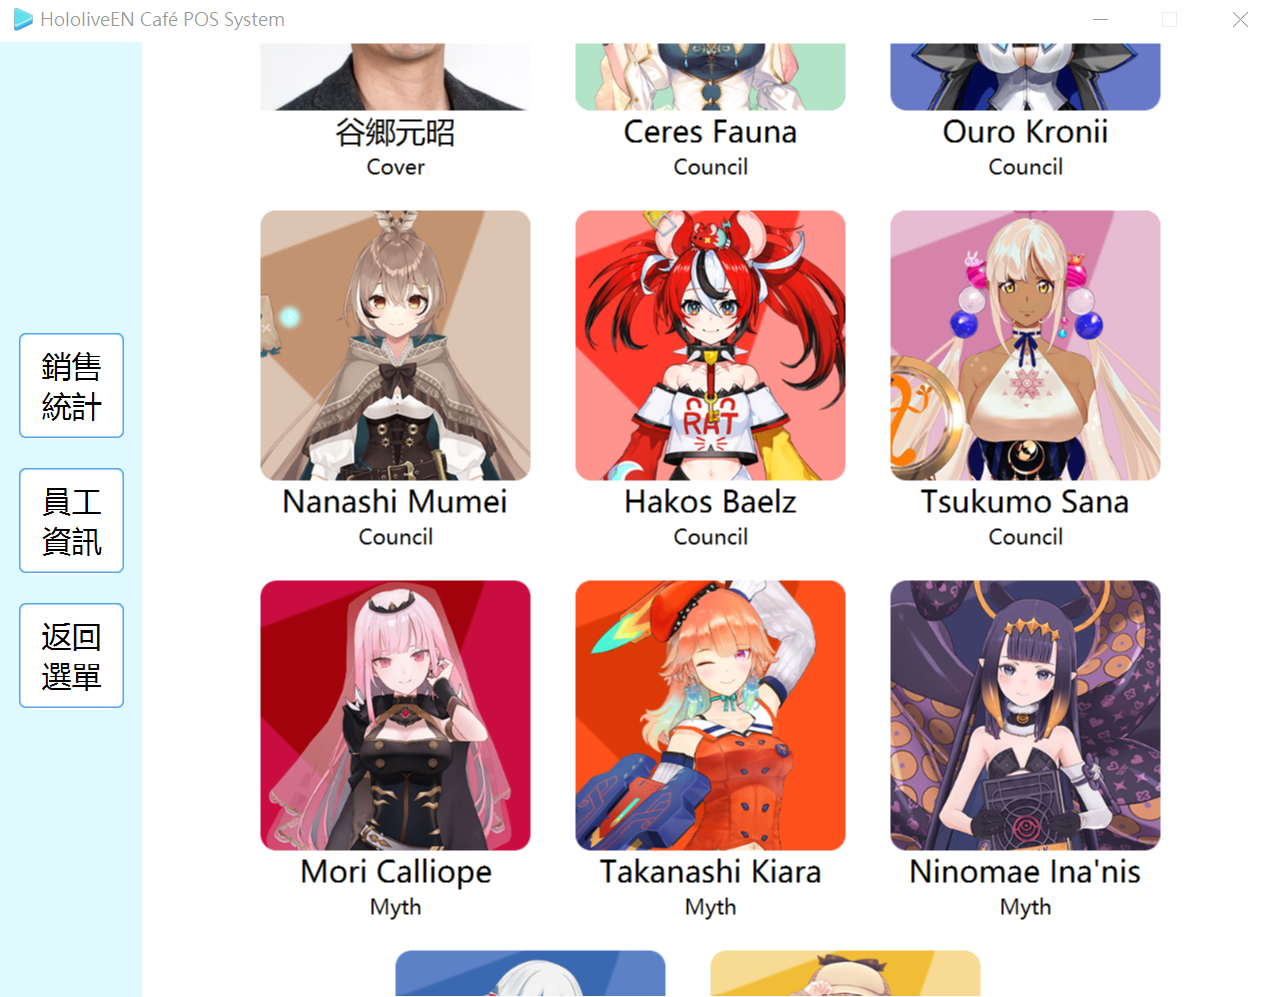 HololiveEN Café POS System
谷郷元昭
Cover
Ceres Fauna
Council
Ouro Kronii
Council
銷售
統計
員工
資訊
返回
選單
Nanashi Mumei
Council
RAT
Hakos Baelz
Council
Tsukumo Sana
Council
Mori Calliope
Myth
Takanashi Kiara
Myth
Ninomae Ina'nis
Myth